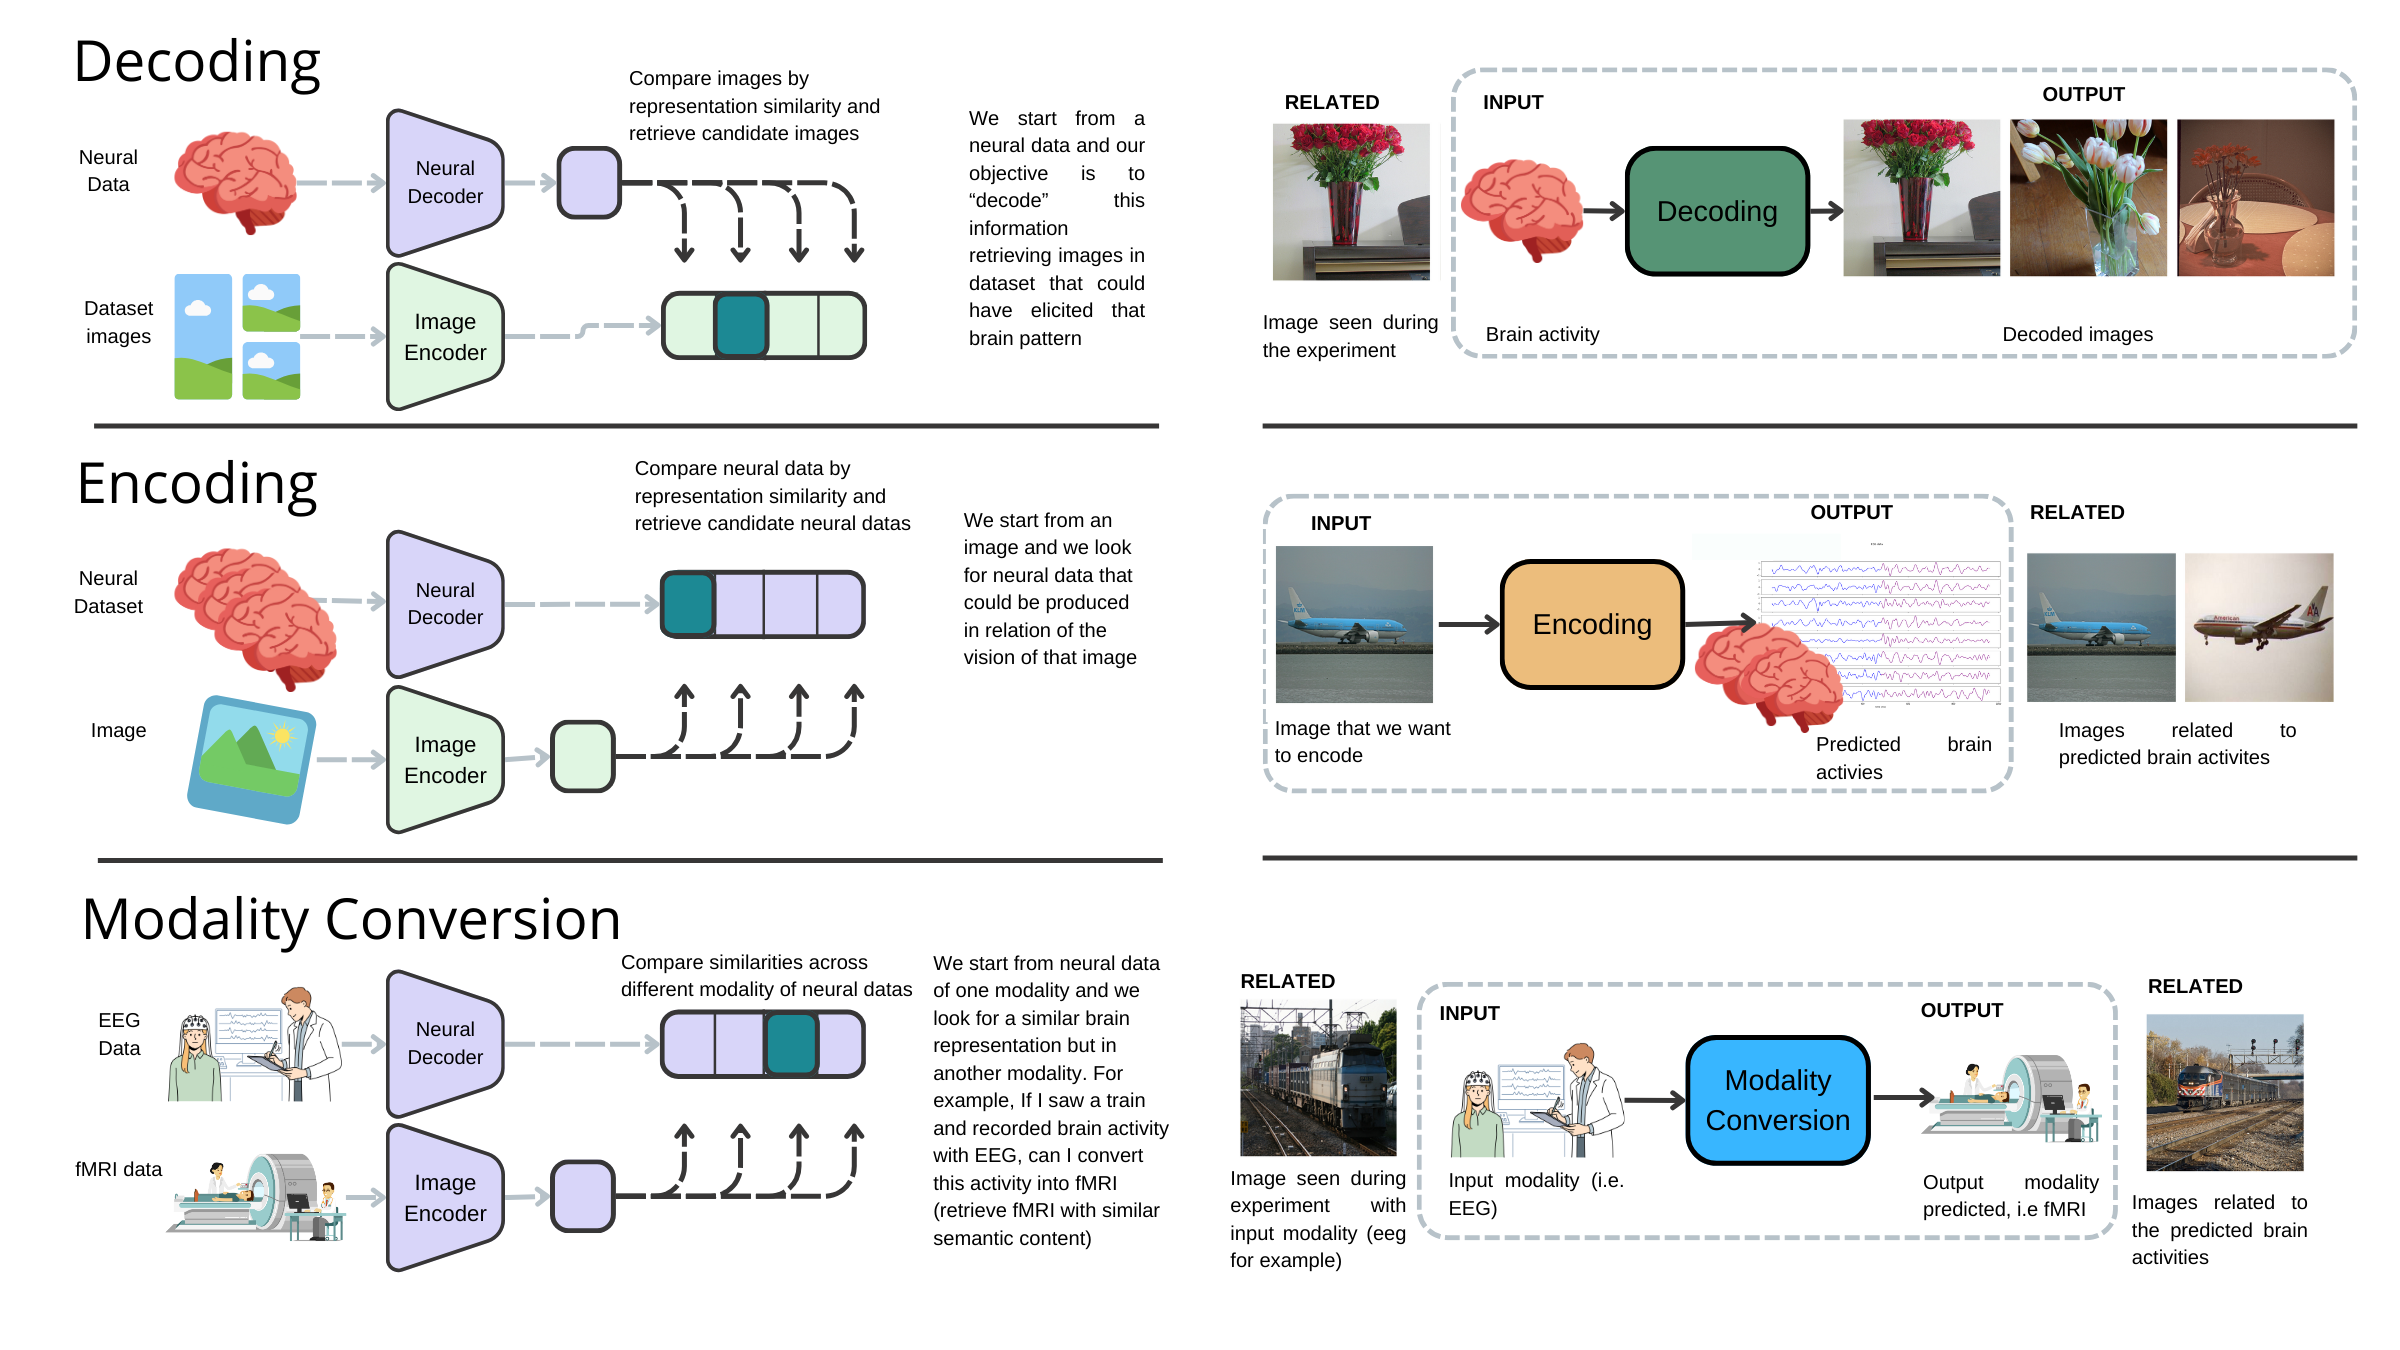 Decoding
Neural
Data
Neural
Decoder
Compare images by
representation similarity and
retrieve candidate images
Dataset
images
Image
Encoder
We start from a
neural data and our
objective is to
“decode” this
information
retrieving images in
dataset that could
have elicited that
brain pattern
RELATED
Image seen during
the experiment
INPUT
Brain activity
Decoding
OUTPUT
Decoded images
Encoding
Neural
Dataset
Neural
Decoder
Compare neural data by
representation similarity and
retrieve candidate neural datas
Image
Image
Encoder
We start from an
image and we look
for neural data that
could be produced
in relation of the
vision of that image
INPUT
KLM
Image that we want
to encode
Encoding
OUTPUT
Predicted brain
activies
RELATED
KLM
American
AA
Images related to
predicted brain activites
Modality Conversion
EEG
Data
Neural
Decoder
Compare similarities across
different modality of neural datas
fMRI data
Image
Encoder
We start from neural data
of one modality and we
look for a similar brain
representation but in
another modality. For
example, If I saw a train
and recorded brain activity
with EEG, can I convert
this activity into fMRI
(retrieve fMRI with similar
semantic content)
RELATED
Image seen during
experiment with
input modality (eeg
for example)
INPUT
Input modality (i.e.
EEG)
Modality
Conversion
OUTPUT
Output modality
predicted, i.e fMRI
RELATED
Images related to
the predicted brain
activities